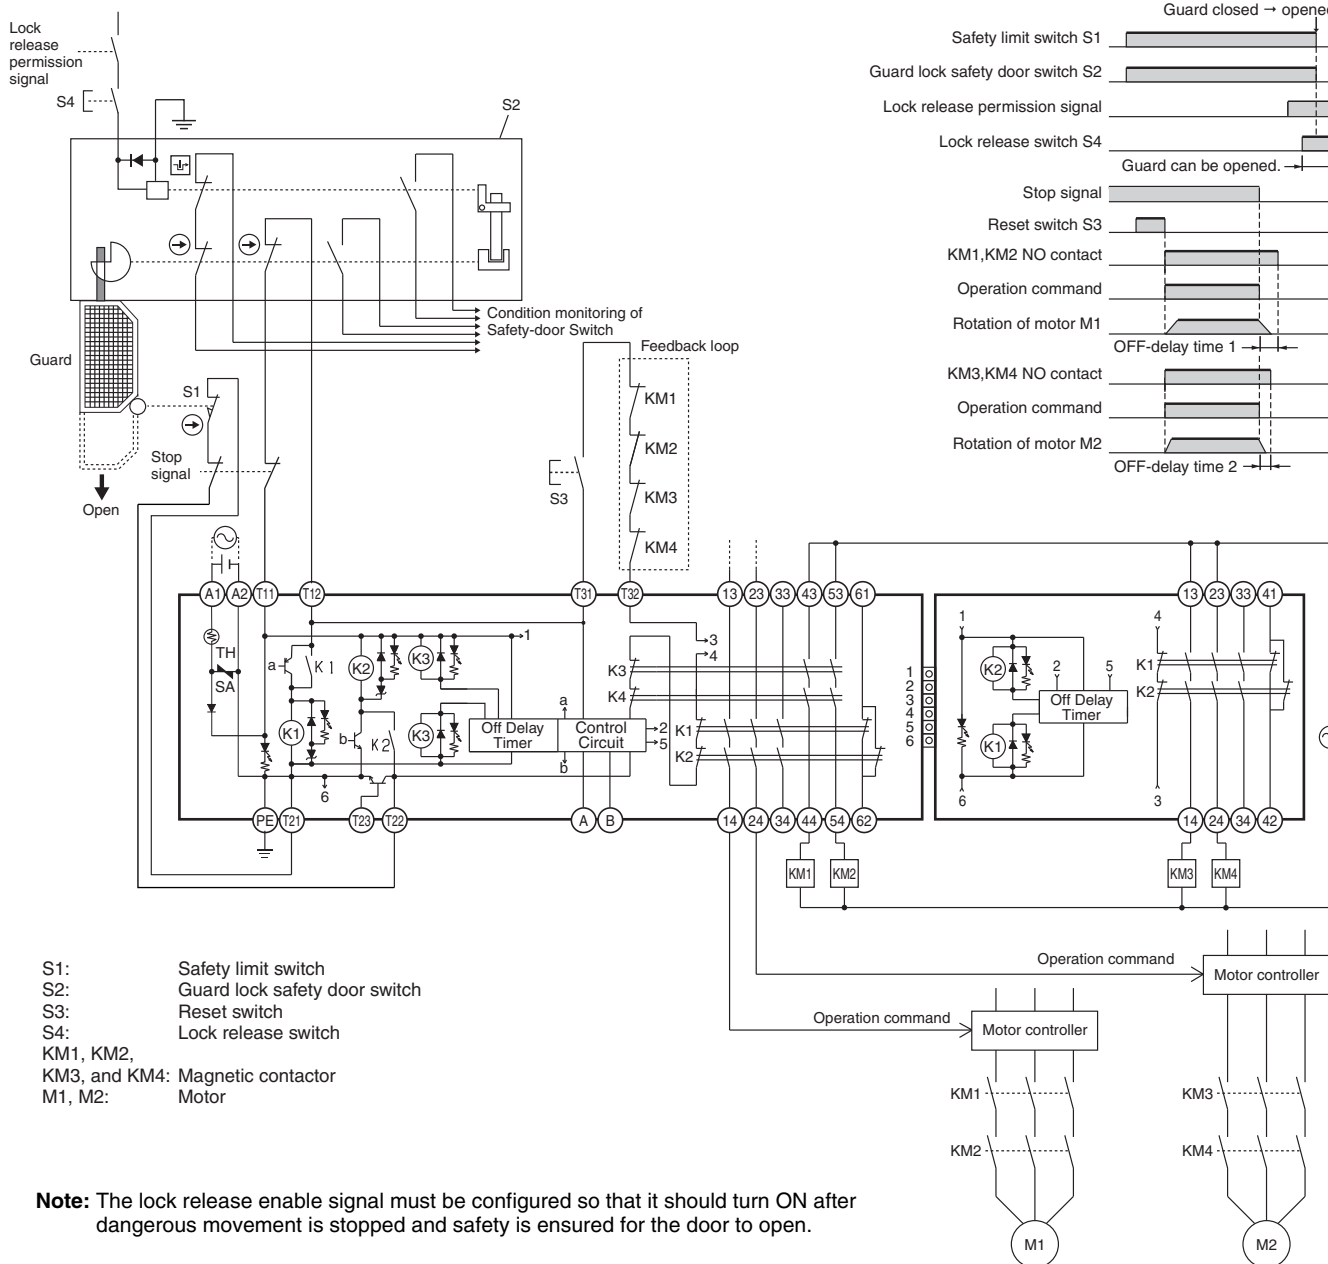 Lock
release
permission
signal
S4
S2
Guard
Condition monitoring of
Safety-door Switch
Feedback loop
S1
KM1
KM2
KM3
KM4
S3
Stop
signal
Open
Guard closed → opened
Safety limit switch S1
Guard lock safety door switch S2
Lock release permission signal
Lock release switch S4
Guard can be opened.
Stop signal
Reset switch S3
KM1,KM2 NO contact
Operation command
Rotation of motor M1
OFF-delay time 1
KM3,KM4 NO contact
Operation command
Rotation of motor M2
OFF-delay time 2
A1 A2 T11 T12 T31 T32 13 23 33 43 53 61
13 23 33 41
TH
SA
a
K1
K2
K3
1
3
4
K3
K4
K1
b
K2
K3
Off Delay
Timer
Control
Circuit
a
b
2
5
K1
K2
6
1
2
3
4
5
6
1
K2
2
5
Off Delay
Timer
K1
6
4
K1
K2
3
PE T21 T23 T22 A B 14 24 34 44 54 62
14 24 34 42
KM1 KM2
KM3 KM4
S1: Safety limit switch
S2: Guard lock safety door switch
S3: Reset switch
S4: Lock release switch
KM1, KM2,
KM3, and KM4: Magnetic contactor
M1, M2: Motor
Operation command
Motor controller
Operation command
Motor controller
KM1
KM2
M1
KM3
KM4
M2
Note: The lock release enable signal must be configured so that it should turn ON after
dangerous movement is stopped and safety is ensured for the door to open.